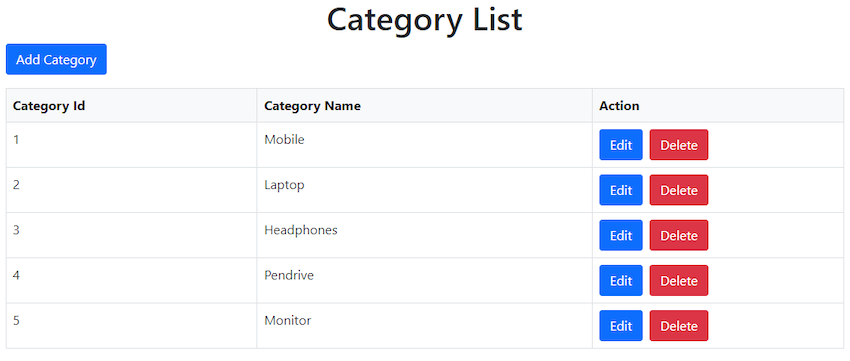 Category List
Add Category
Category Id Category Name Action
1 Mobile Edit Delete
2 Laptop Edit Delete
3 Headphones Edit Delete
4 Pendrive Edit Delete
5 Monitor Edit Delete